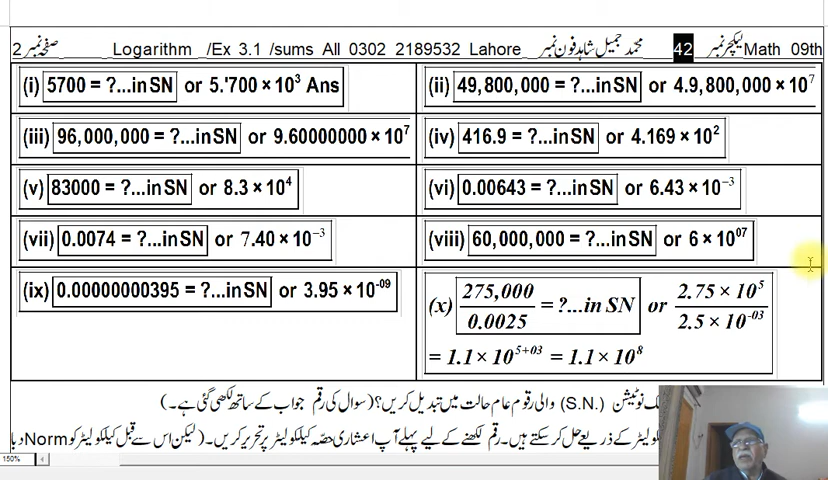 صفحہ نمبر 2 Logarithm /Ex 3.1 /sums All 0302 2189532 Lahore محمد جمیل شاہد فون نمبر 42 لیکچر نمبر Math 09th
(i) 5700 = ?...in SN or 5.'700 × 10³ Ans
(ii) 49,800,000 = ?...in SN or 4.9,800,000 × 10⁷
(iii) 96,000,000 = ?...in SN or 9.60000000 × 10⁷
(iv) 416.9 = ?...in SN or 4.169 × 10²
(v) 83000 = ?...in SN or 8.3 × 10⁴
(vi) 0.00643 = ?...in SN or 6.43 × 10⁻³
(vii) 0.0074 = ?...in SN or 7.40 × 10⁻³
(viii) 60,000,000 = ?...in SN or 6 × 10⁰⁷
(ix) 0.00000000395 = ?...in SN or 3.95 × 10⁻⁰⁹
(x) 275,000/0.0025 = ?...in SN or 2.75 × 10⁵/2.5 × 10⁻⁰³
= 1.1 × 10⁵⁺⁰³ = 1.1 × 10⁸
نوٹیشن (S.N.) والی رقوم عام حالت میں تبدیل کریں؟ (سوال کی رقم جواب کے ساتھ لکھی گئی ہے۔)
کے ذریعے حل کر سکتے ہیں۔ رقم لکھنے کے لیے پہلے آپ اعشاری حصّہ کیلکولیٹر پر تحریر کریں۔ (لیکن اس سے قبل کیلکولیٹر کو Norm
150%